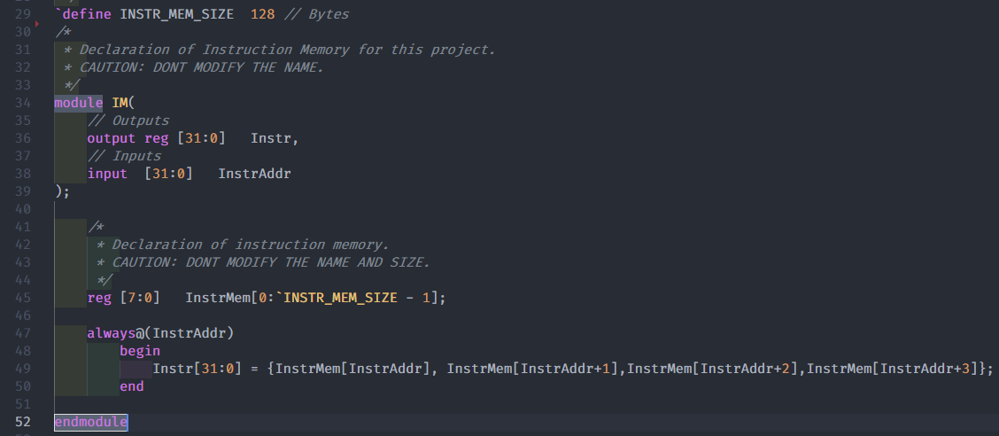 29 `define INSTR_MEM_SIZE  128 // Bytes
30 /*
31  * Declaration of Instruction Memory for this project.
32  * CAUTION: DONT MODIFY THE NAME.
33  */
34 module IM(
35     // Outputs
36     output reg [31:0]   Instr,
37     // Inputs
38     input  [31:0]   InstrAddr
39 );
40
41     /*
42      * Declaration of instruction memory.
43      * CAUTION: DONT MODIFY THE NAME AND SIZE.
44      */
45     reg [7:0]   InstrMem[0:`INSTR_MEM_SIZE - 1];
46
47     always@(InstrAddr)
48         begin
49             Instr[31:0] = {InstrMem[InstrAddr], InstrMem[InstrAddr+1],InstrMem[InstrAddr+2],InstrMem[InstrAddr+3]};
50         end
51
52 endmodule